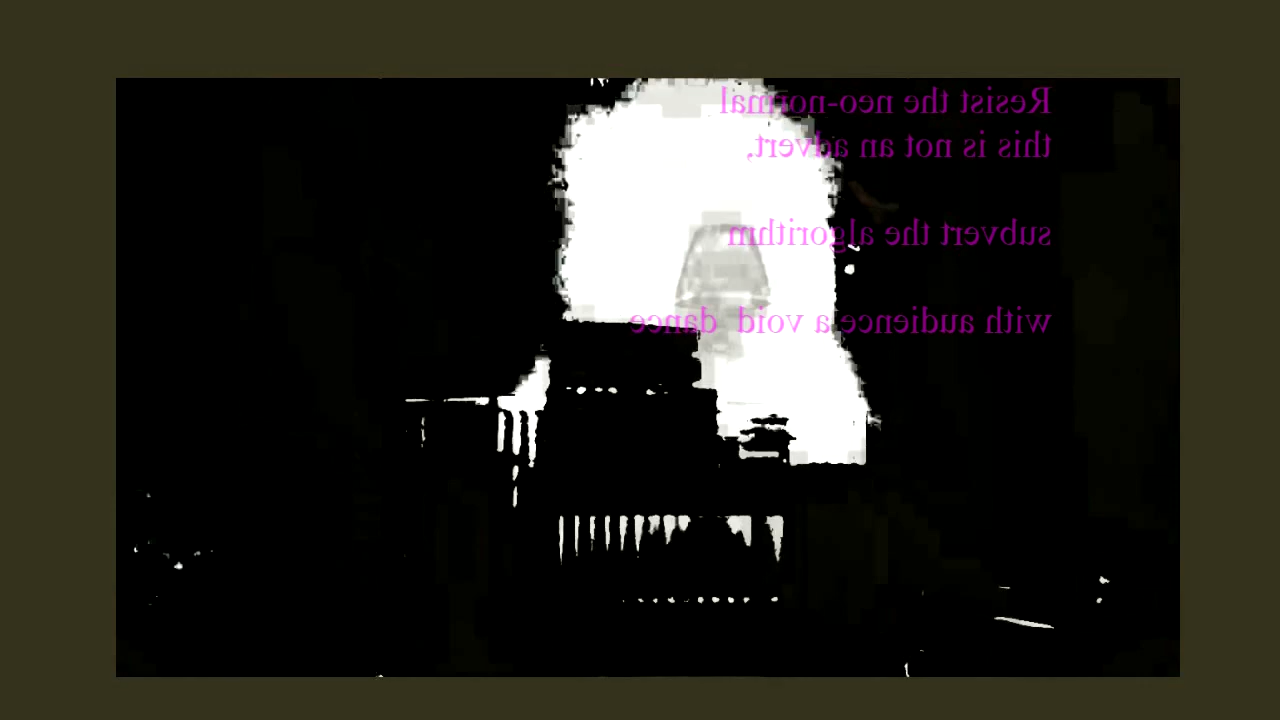 Resist the neo-normal
this is not an advert,
subvert the algorithm
with audience a void dance